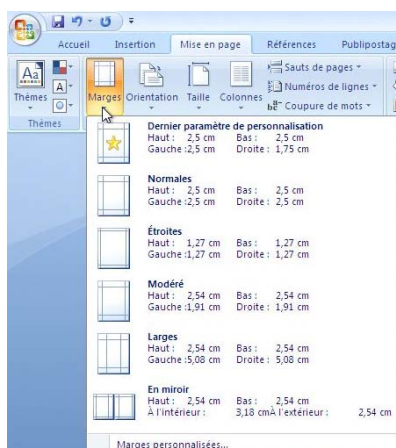 Accueil Insertion Mise en page Références Publipostag
Aa
A
Thèmes
Marges Orientation Taille Colonnes
Sauts de pages
Numéros de lignes
Coupure de mots
Thèmes
Dernier paramètre de personnalisation
Haut : 2,5 cm Bas : 2,5 cm
Gauche :2,5 cm Droite : 1,75 cm
Normales
Haut : 2,5 cm Bas : 2,5 cm
Gauche :2,5 cm Droite : 2,5 cm
Étroites
Haut : 1,27 cm Bas : 1,27 cm
Gauche :1,27 cm Droite : 1,27 cm
Modéré
Haut : 2,54 cm Bas : 2,54 cm
Gauche :1,91 cm Droite : 1,91 cm
Larges
Haut : 2,54 cm Bas : 2,54 cm
Gauche :5,08 cm Droite : 5,08 cm
En miroir
Haut : 2,54 cm Bas : 2,54 cm
À l'intérieur : 3,18 cmÀ l'extérieur : 2,54 cm
Marges personnalisées...